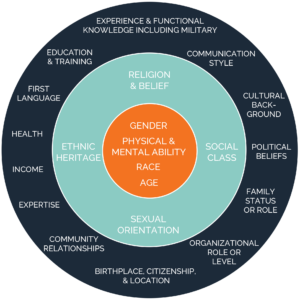 EXPERIENCE & FUNCTIONAL
KNOWLEDGE INCLUDING MILITARY
EDUCATION
& TRAINING
COMMUNICATION
STYLE
FIRST
LANGUAGE
CULTURAL
BACK-
GROUND
HEALTH
POLITICAL
BELIEFS
INCOME
FAMILY
STATUS
OR ROLE
EXPERTISE
COMMUNITY
RELATIONSHIPS
ORGANIZATIONAL
ROLE OR
LEVEL
BIRTHPLACE, CITIZENSHIP,
& LOCATION
RELIGION
& BELIEF
ETHNIC
HERITAGE
SOCIAL
CLASS
SEXUAL
ORIENTATION
GENDER
PHYSICAL &
MENTAL ABILITY
RACE
AGE